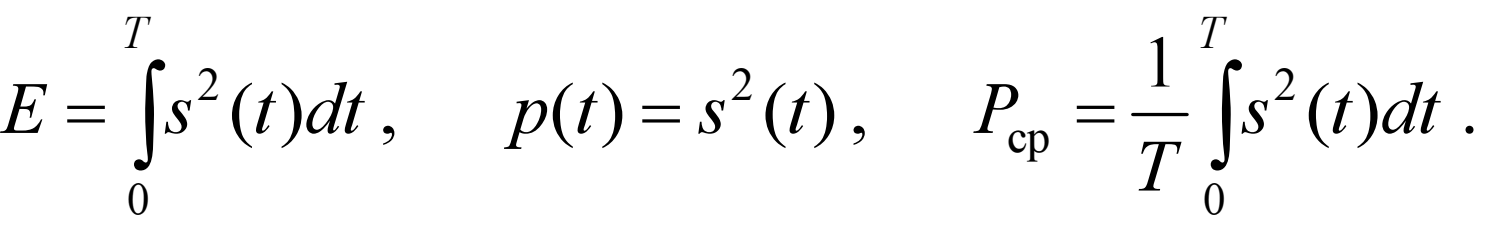 E = ∫₀ᵀ s²(t)dt ,  p(t) = s²(t) ,  Pср = 1/T ∫₀ᵀ s²(t)dt .